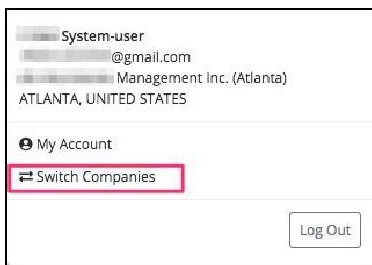 System-user
@gmail.com
Management Inc. (Atlanta)
ATLANTA, UNITED STATES
My Account
Switch Companies
Log Out